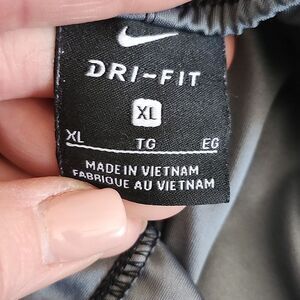 DRI-FIT
XL
XL TG EG
MADE IN VIETNAM
FABRIQUE AU VIETNAM